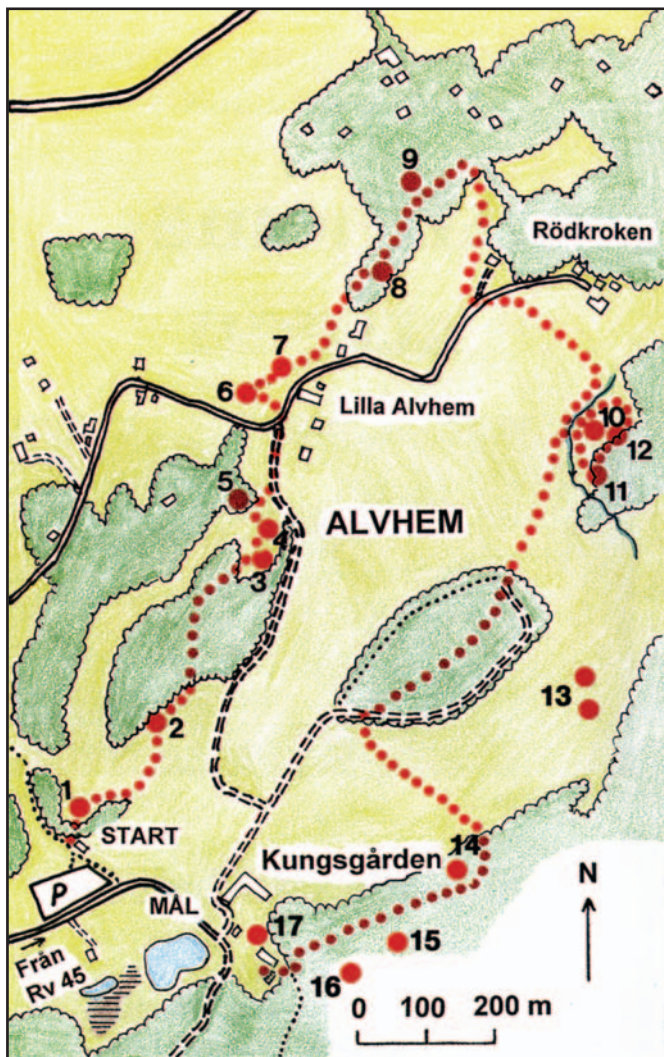 9
Rödkroken
8
7
6
Lilla Alvhem
10
12
5
11
ALVHEM
4
3
13
2
1
START
14
Kungsgården
N
P
MÅL
17
15
Från
Rv 45
16
0 100 200 m